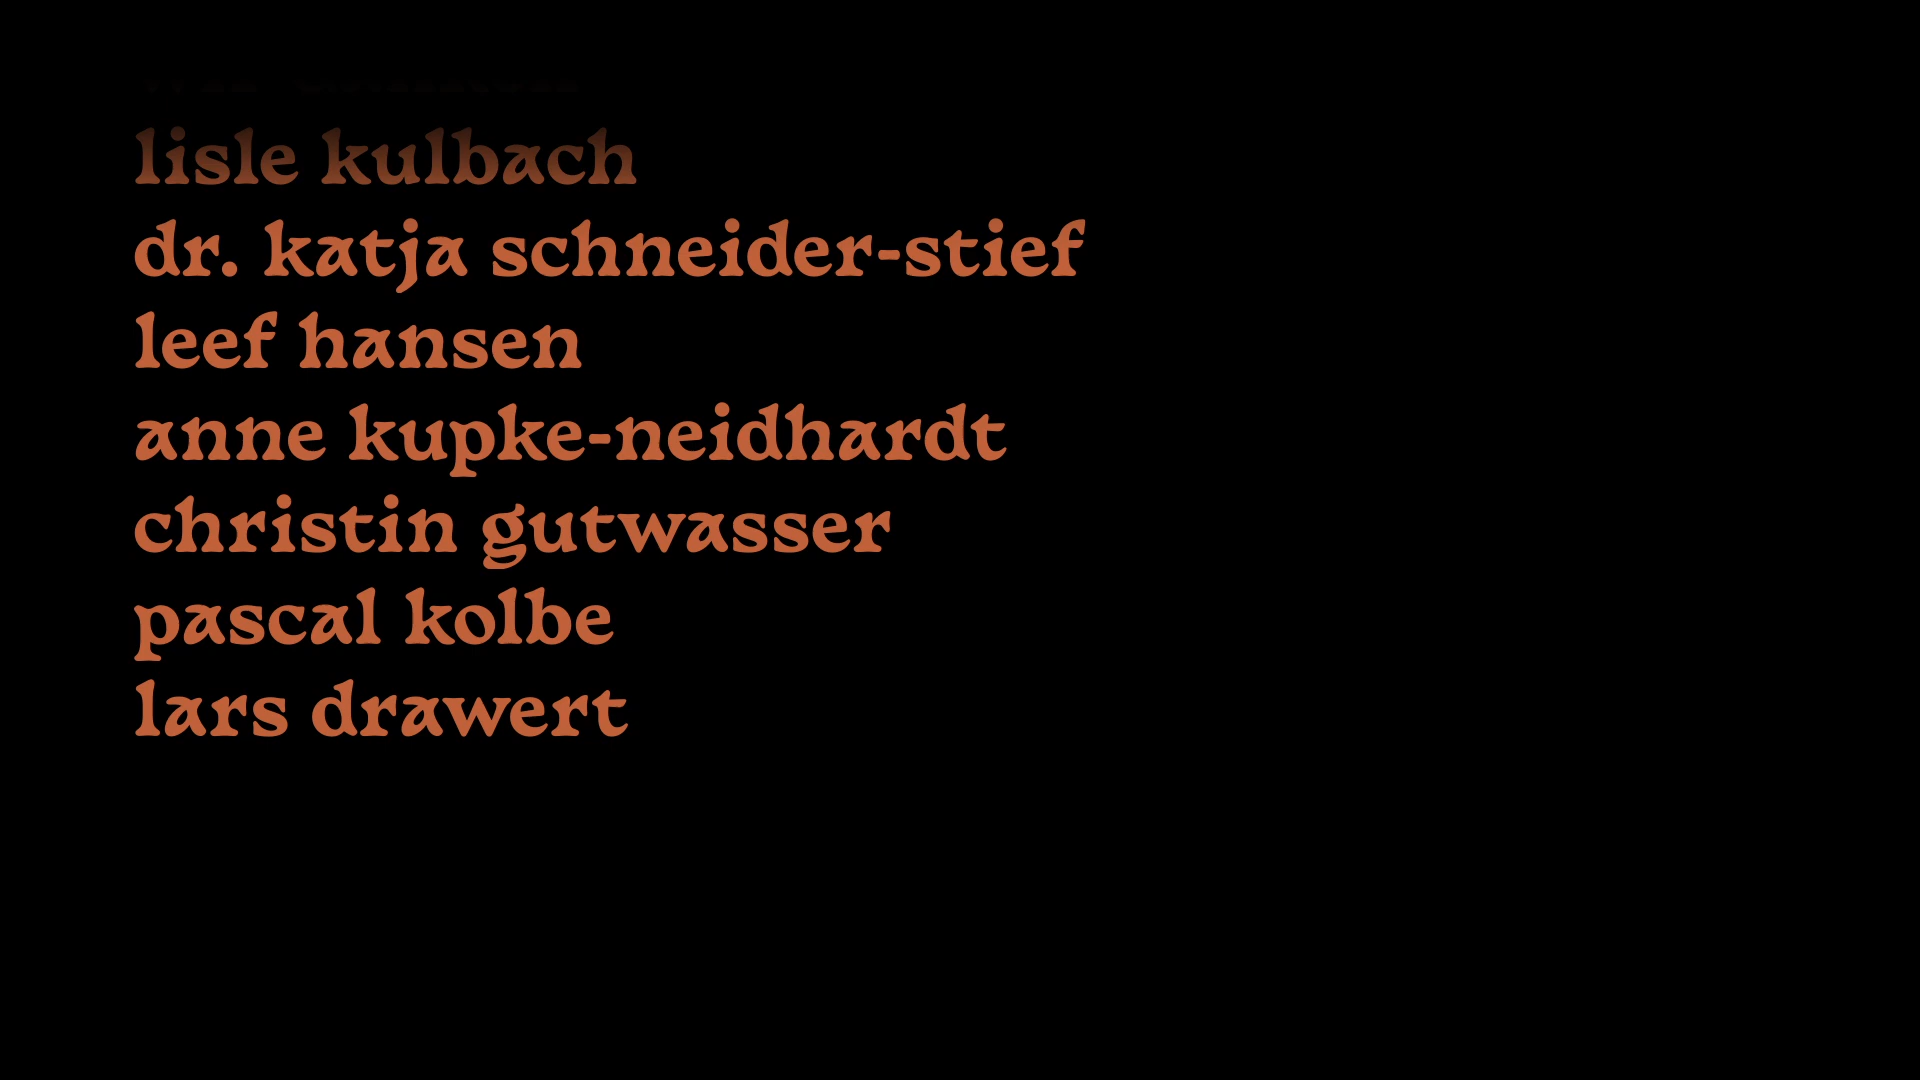 lisle kulbach
dr. katja schneider-stief
leef hansen
anne kupke-neidhardt
christin gutwasser
pascal kolbe
lars drawert